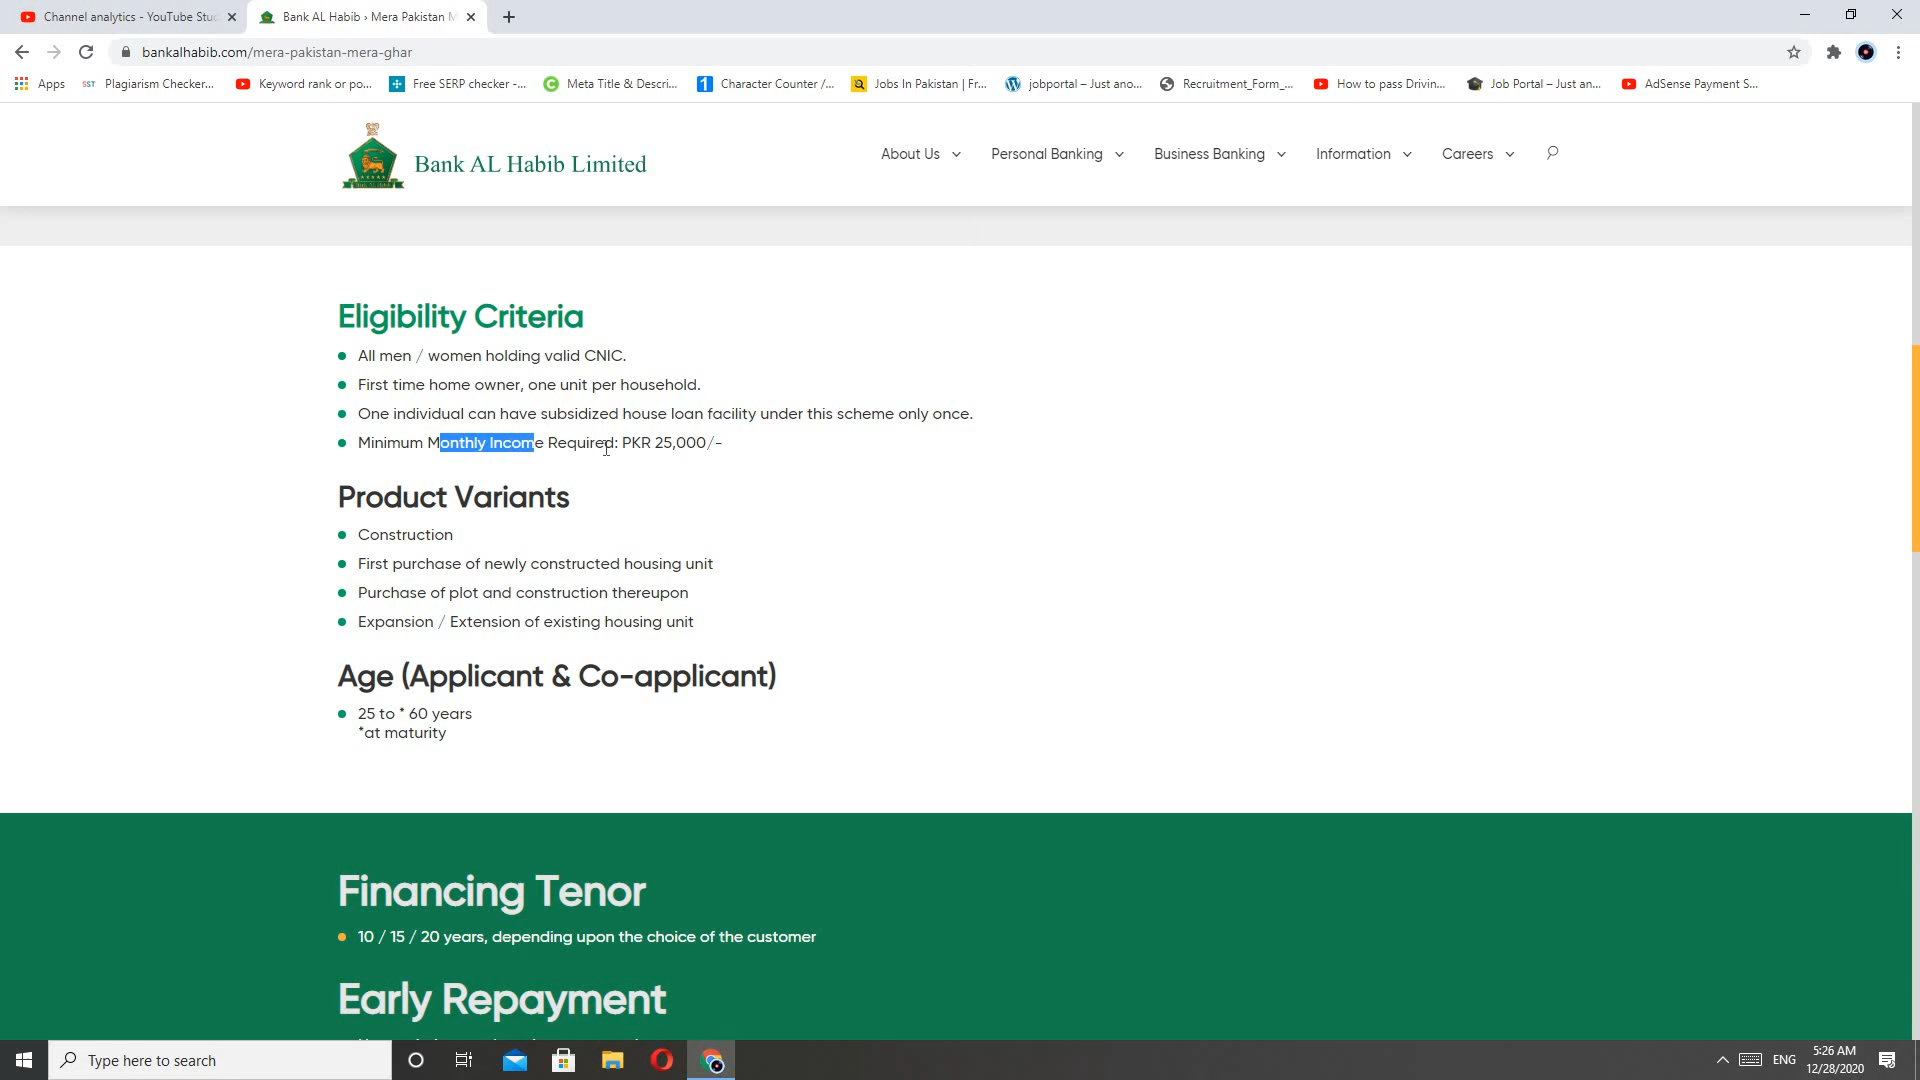 Channel analytics - YouTube Stu
Bank AL Habib › Mera Pakistan M
bankalhabib.com/mera-pakistan-mera-ghar
Apps
SST Plagiarism Checker...
Keyword rank or po...
Free SERP checker -...
Meta Title & Descri...
1 Character Counter /...
Jobs In Pakistan | Fr...
jobportal – Just ano...
Recruitment_Form_...
How to pass Drivin...
Job Portal – Just an...
AdSense Payment S...
Bank AL Habib Limited
About Us
Personal Banking
Business Banking
Information
Careers
Eligibility Criteria
All men / women holding valid CNIC.
First time home owner, one unit per household.
One individual can have subsidized house loan facility under this scheme only once.
Minimum Monthly Income Required: PKR 25,000/-
Product Variants
Construction
First purchase of newly constructed housing unit
Purchase of plot and construction thereupon
Expansion / Extension of existing housing unit
Age (Applicant & Co-applicant)
25 to * 60 years
*at maturity
Financing Tenor
10 / 15 / 20 years, depending upon the choice of the customer
Early Repayment
Type here to search
ENG
5:26 AM
12/28/2020